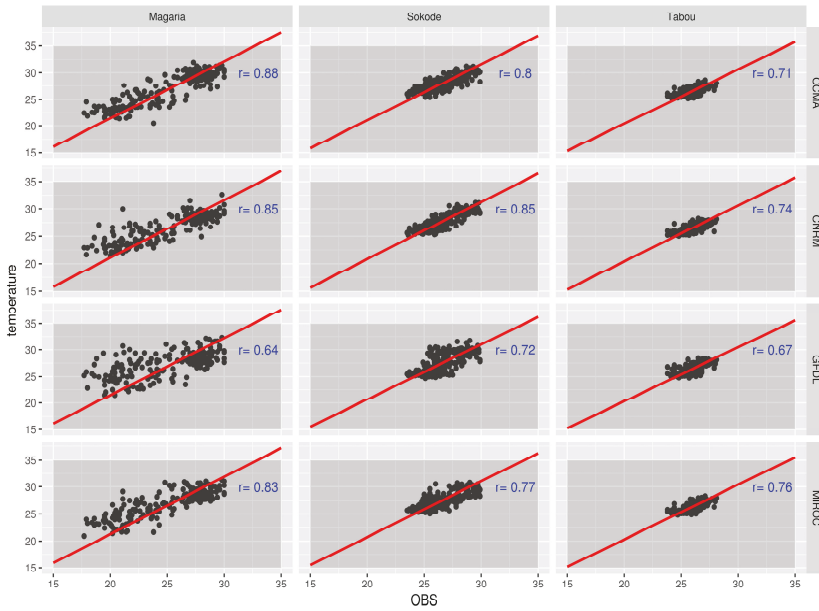 Magaria Sokode Tabou
35
30
25
20
15
r= 0.88 r= 0.8 r= 0.71
CCMA
35
30
25
20
15
r= 0.85 r= 0.85 r= 0.74
CNRM
temperature
35
30
25
20
15
r= 0.64 r= 0.72 r= 0.67
GFDL
35
30
25
20
15
r= 0.83 r= 0.77 r= 0.76
MIROC
15 20 25 30 35 15 20 25 30 35 15 20 25 30 35
OBS